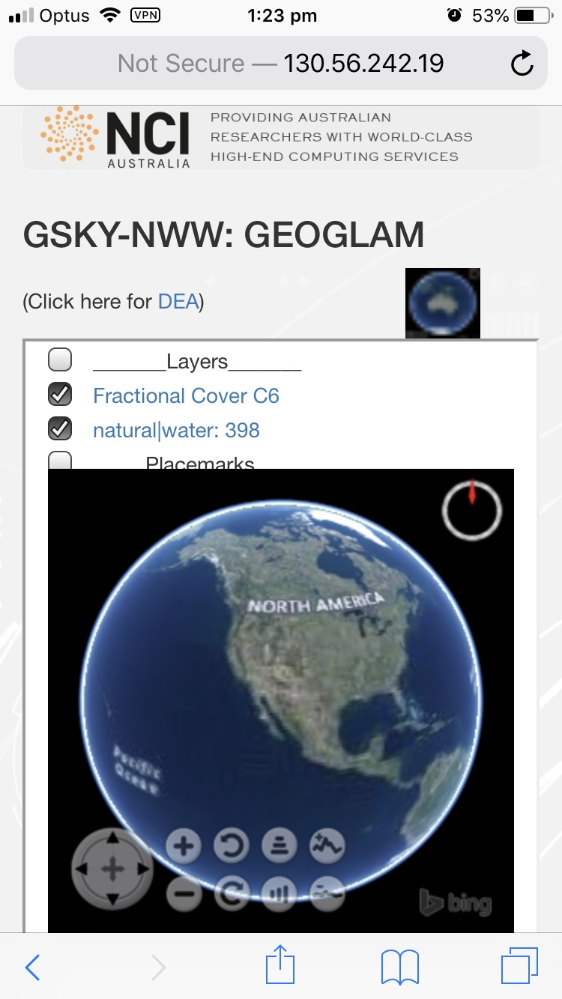 Optus VPN 1:23 pm 53%
Not Secure — 130.56.242.19
NCI
AUSTRALIA
PROVIDING AUSTRALIAN
RESEARCHERS WITH WORLD-CLASS
HIGH-END COMPUTING SERVICES
GSKY-NWW: GEOGLAM
(Click here for DEA)
_______Layers_______
Fractional Cover C6
natural|water: 398
Placemarks
NORTH AMERICA
Pacific
Ocean
bing